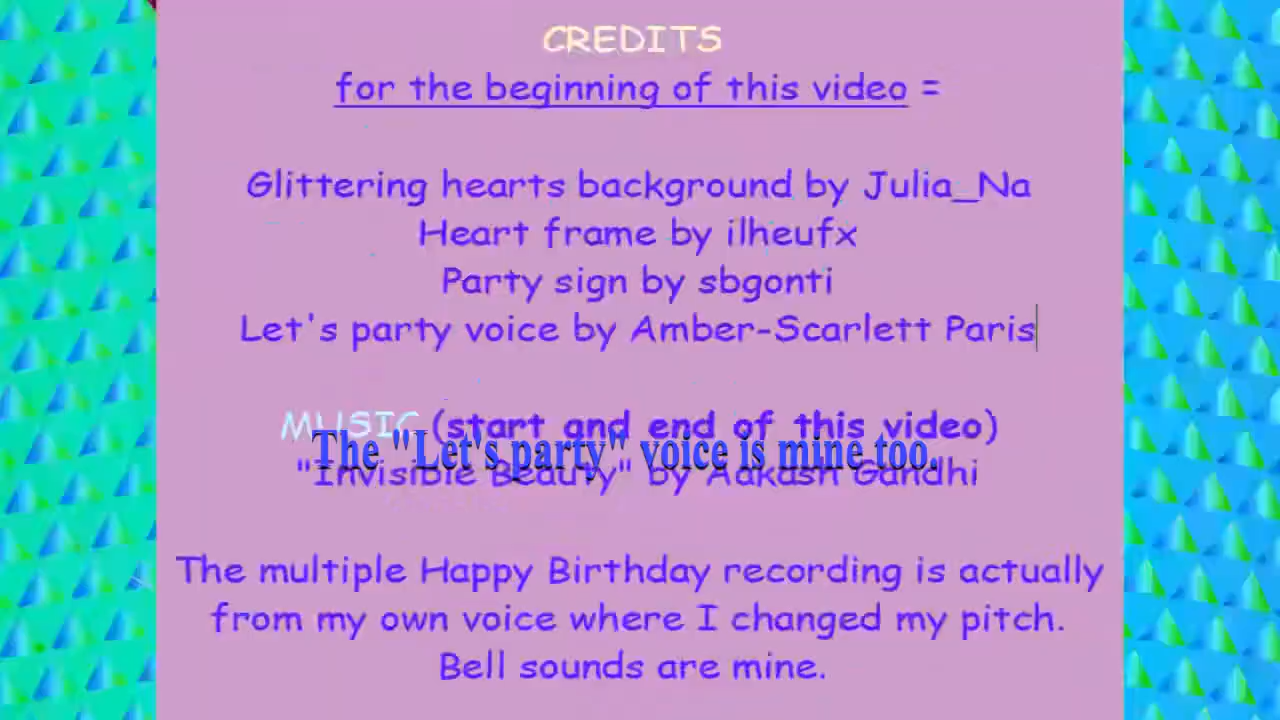 CREDITS
for the beginning of this video =
Glittering hearts background by Julia_Na
Heart frame by ilheufx
Party sign by sbgonti
Let's party voice by Amber-Scarlett Paris
MUSIC (start and end of this video)
The "Let's party" voice is mine too.
"Invisible Beauty" by Aakash Gandhi
The multiple Happy Birthday recording is actually
from my own voice where I changed my pitch.
Bell sounds are mine.